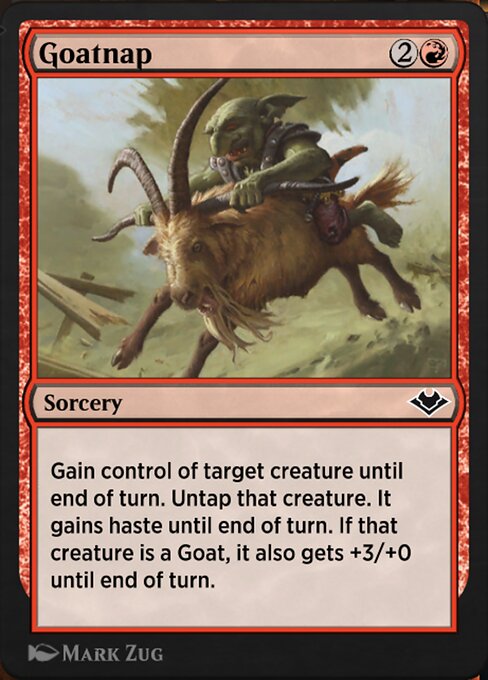 Goatnap 2
Sorcery
Gain control of target creature until
end of turn. Untap that creature. It
gains haste until end of turn. If that
creature is a Goat, it also gets +3/+0
until end of turn.
Mark Zug